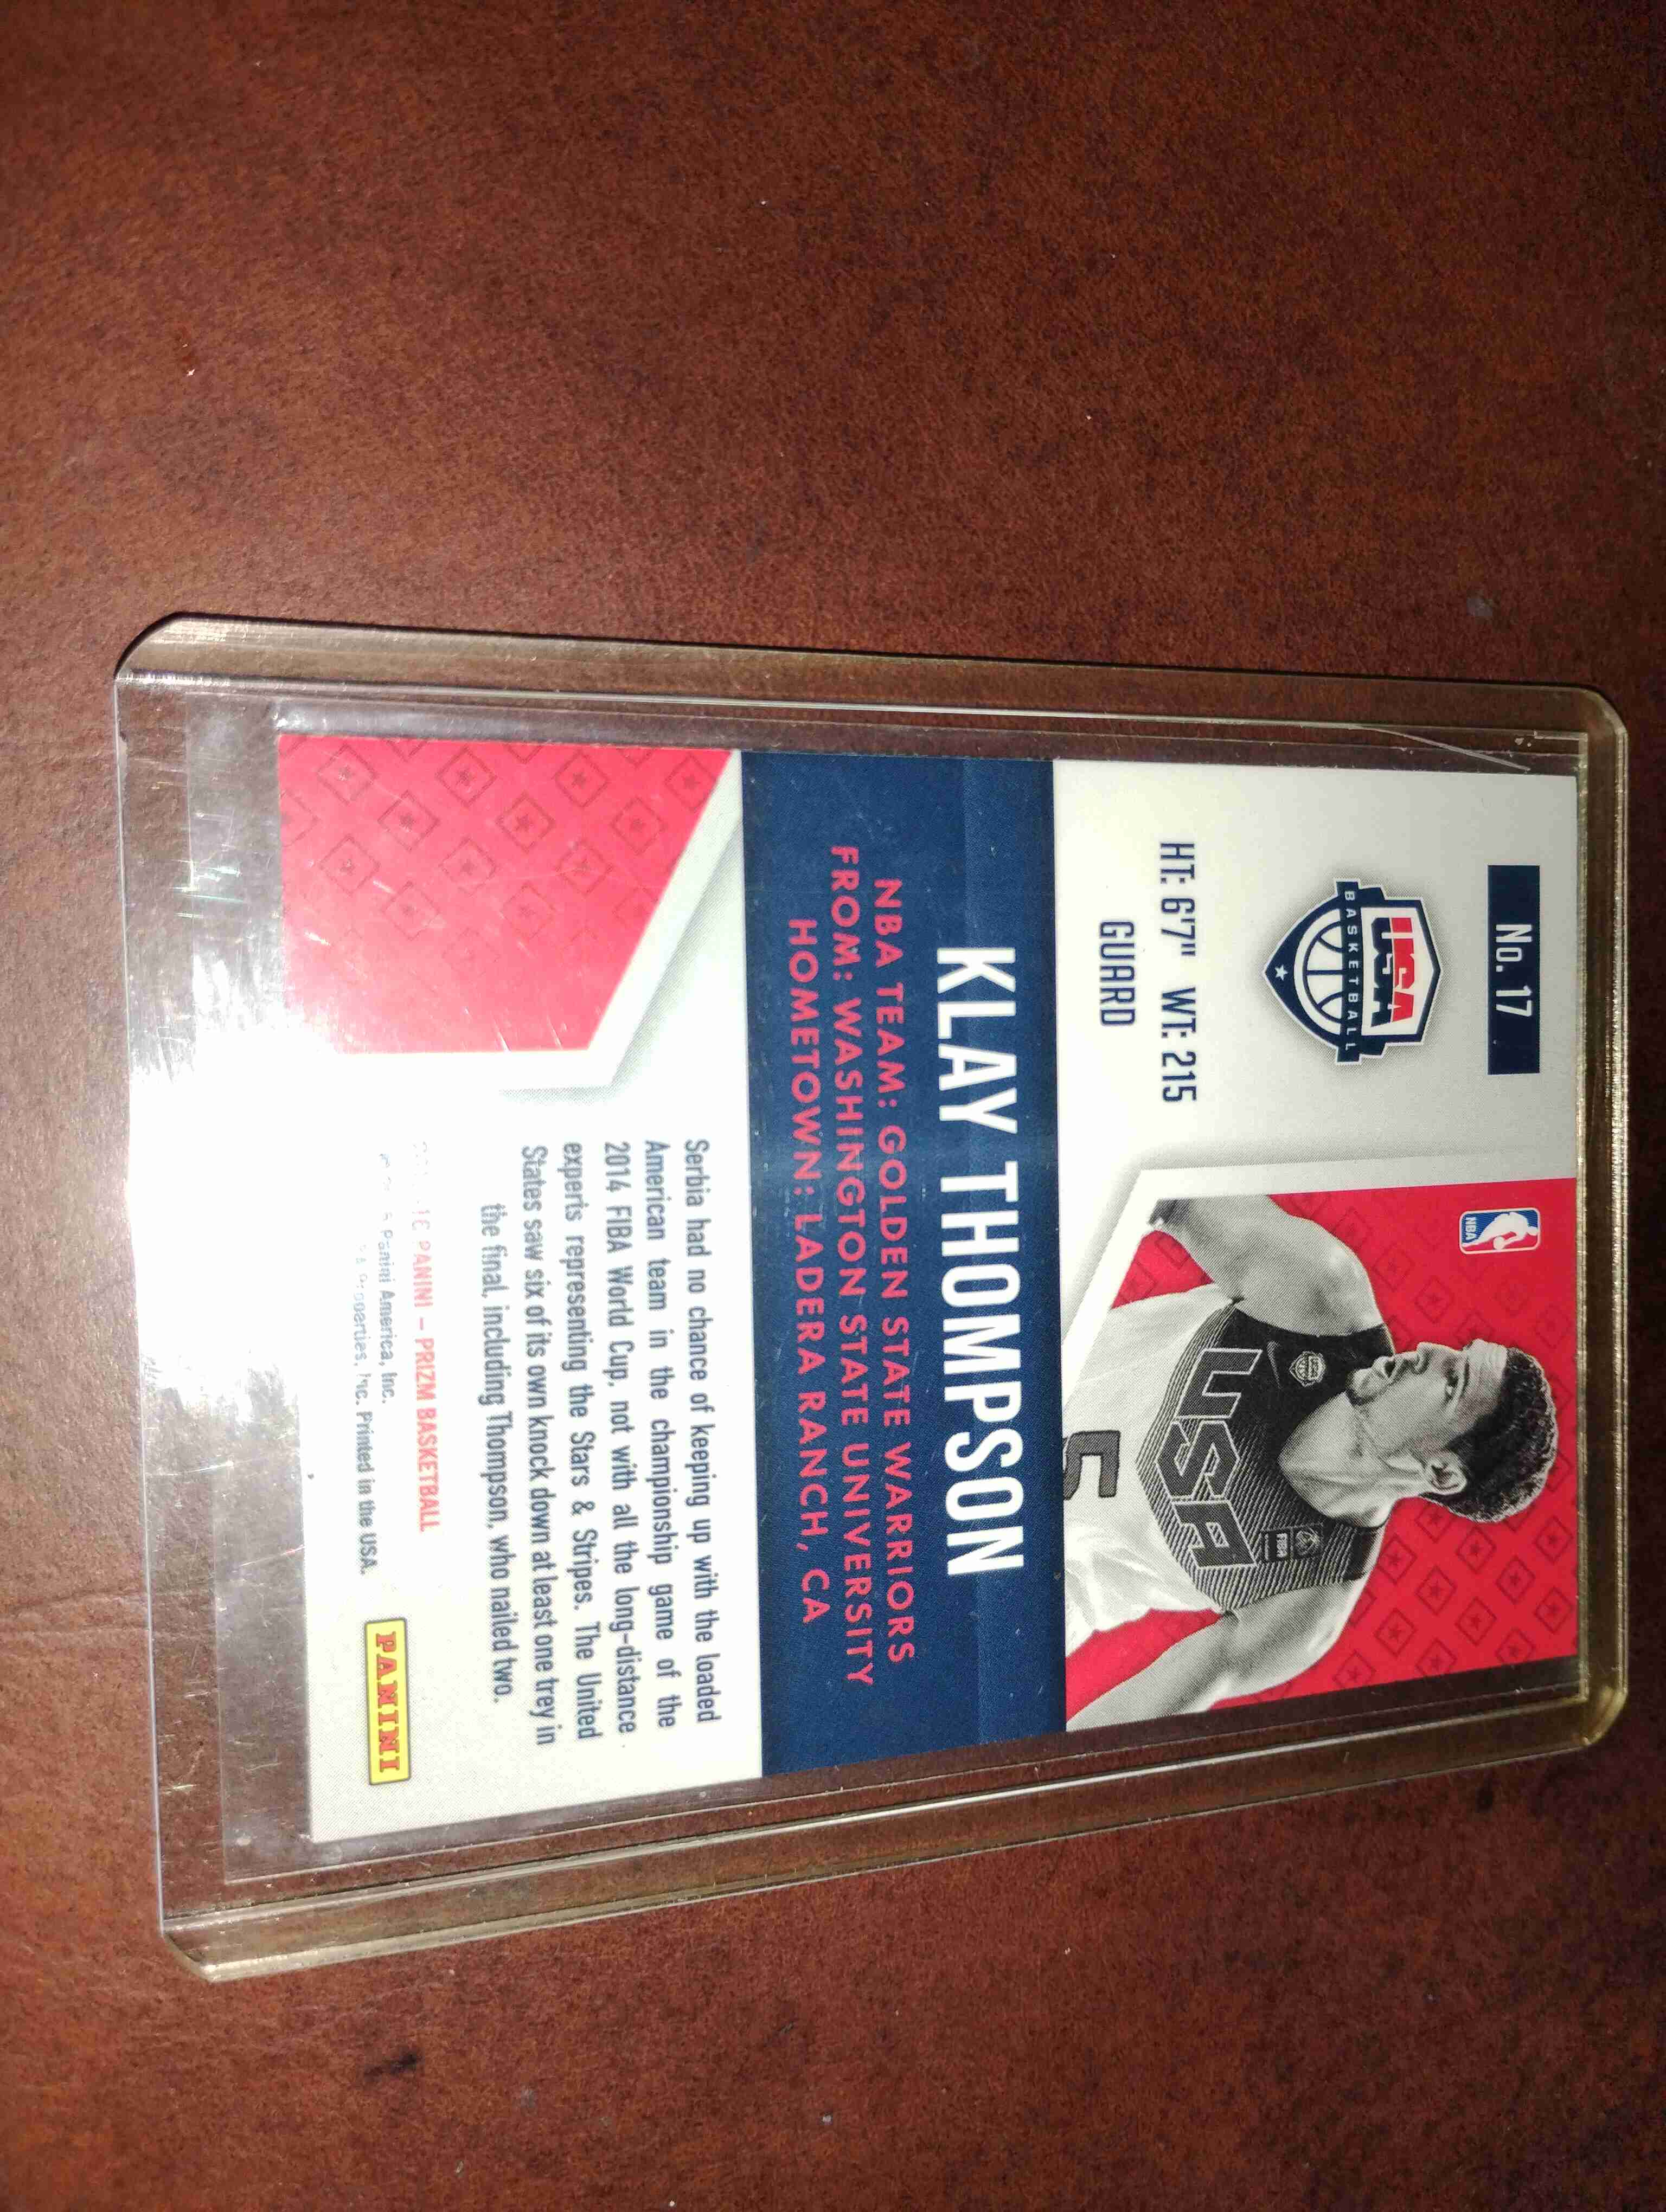 No. 17
NBA
USA
BASKETBALL
HT: 6'7" WT: 215
GUARD
USA
FIBA
5
KLAY THOMPSON
NBA TEAM: GOLDEN STATE WARRIORS
FROM: WASHINGTON STATE UNIVERSITY
HOMETOWN: LADERA RANCH, CA
Serbia had no chance of keeping up with the loaded
American team in the championship game of the
2014 FIBA World Cup, not with all the long-distance
experts representing the Stars & Stripes. The United
States saw six of its own knock down at least one trey in
the final, including Thompson, who nailed two.
PANINI – PRIZM BASKETBALL
Panini America, Inc.
Properties, Inc. Printed in the USA.
PANINI